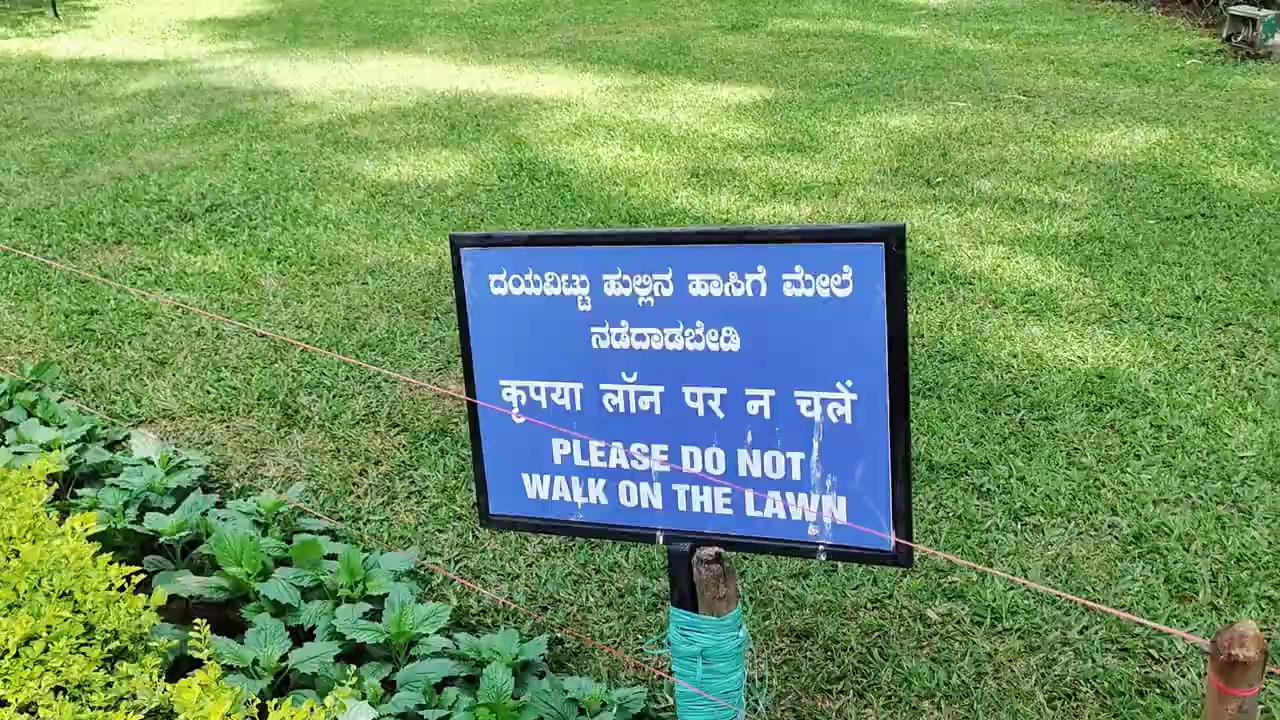 ದಯವಿಟ್ಟು ಹುಲ್ಲಿನ ಹಾಸಿಗೆ ಮೇಲೆ
ನಡೆದಾಡಬೇಡಿ
कृपया लॉन पर न चलें
PLEASE DO NOT
WALK ON THE LAWN